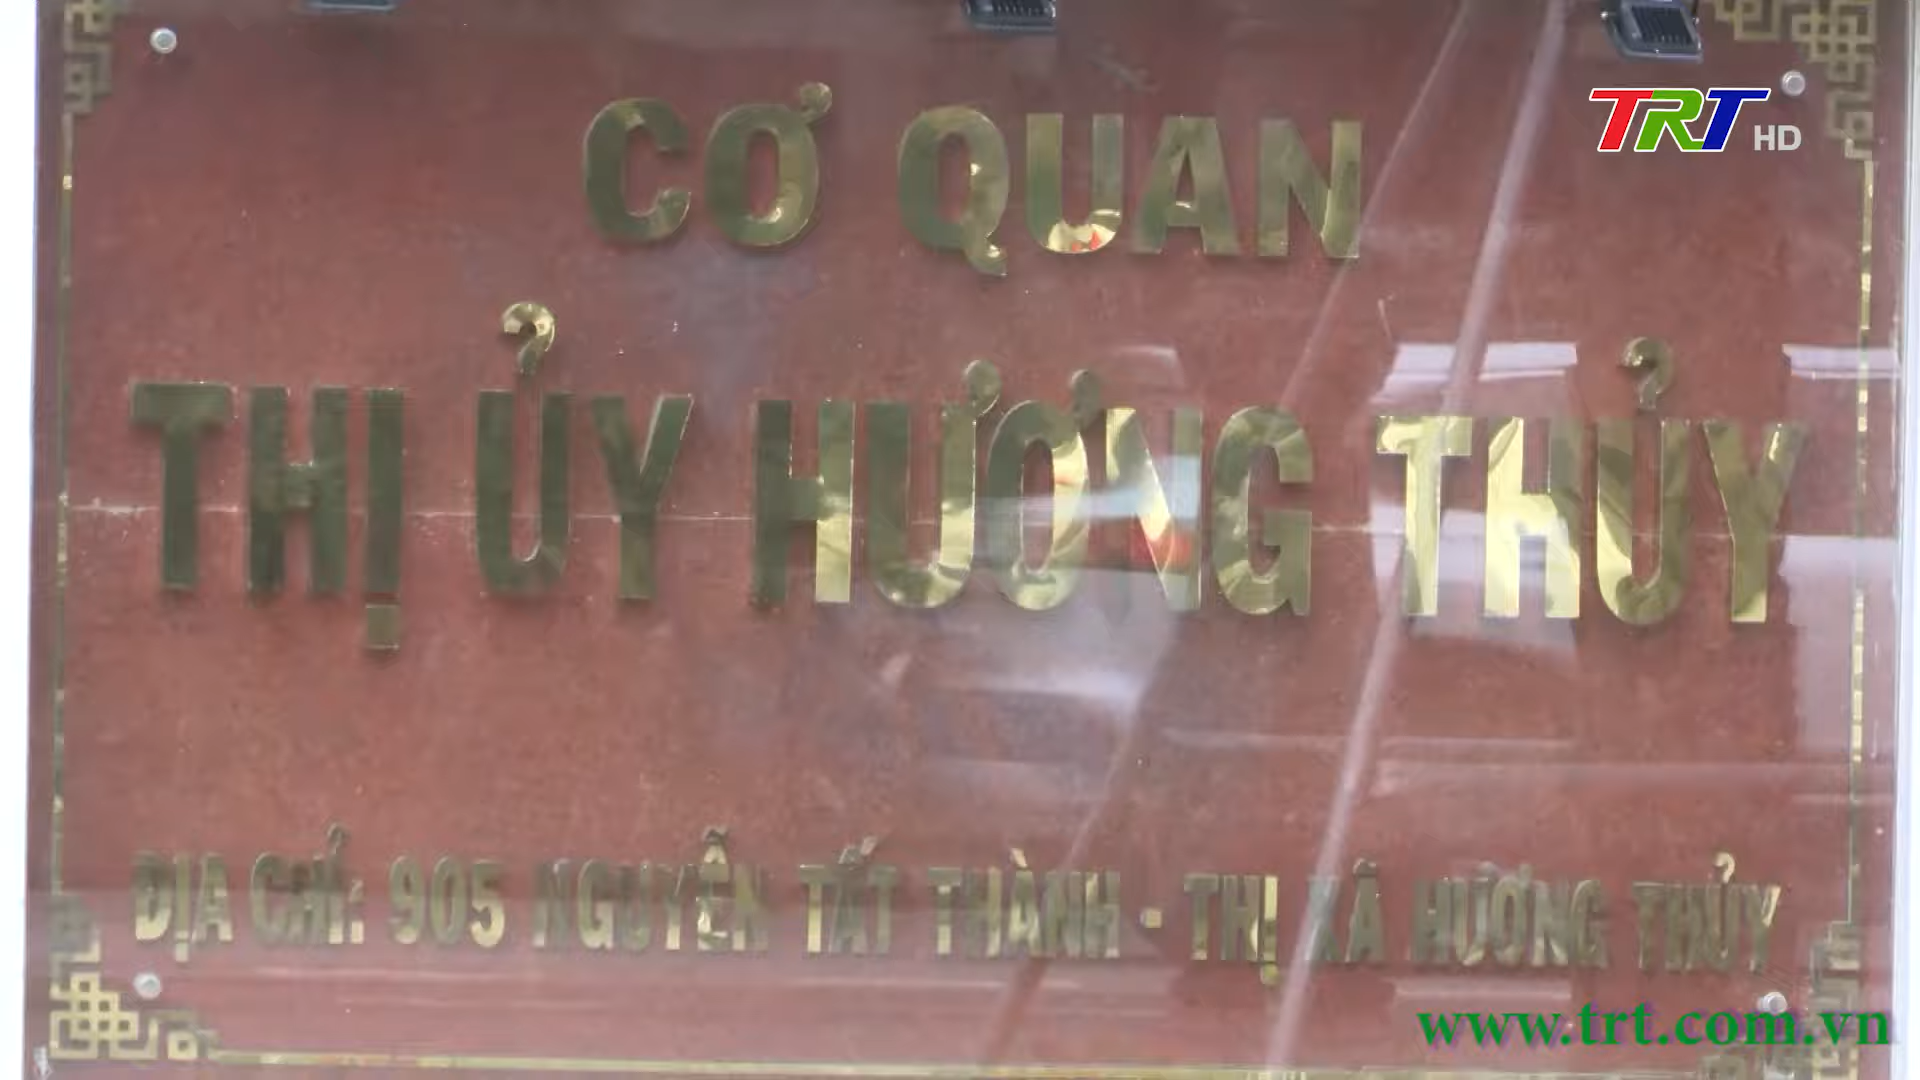 TRT HD
CƠ QUAN
THỊ ỦY HƯƠNG THỦY
ĐỊA CHỈ: 905 NGUYỄN TẤT THÀNH - THỊ XÃ HƯƠNG THỦY
www.trt.com.vn